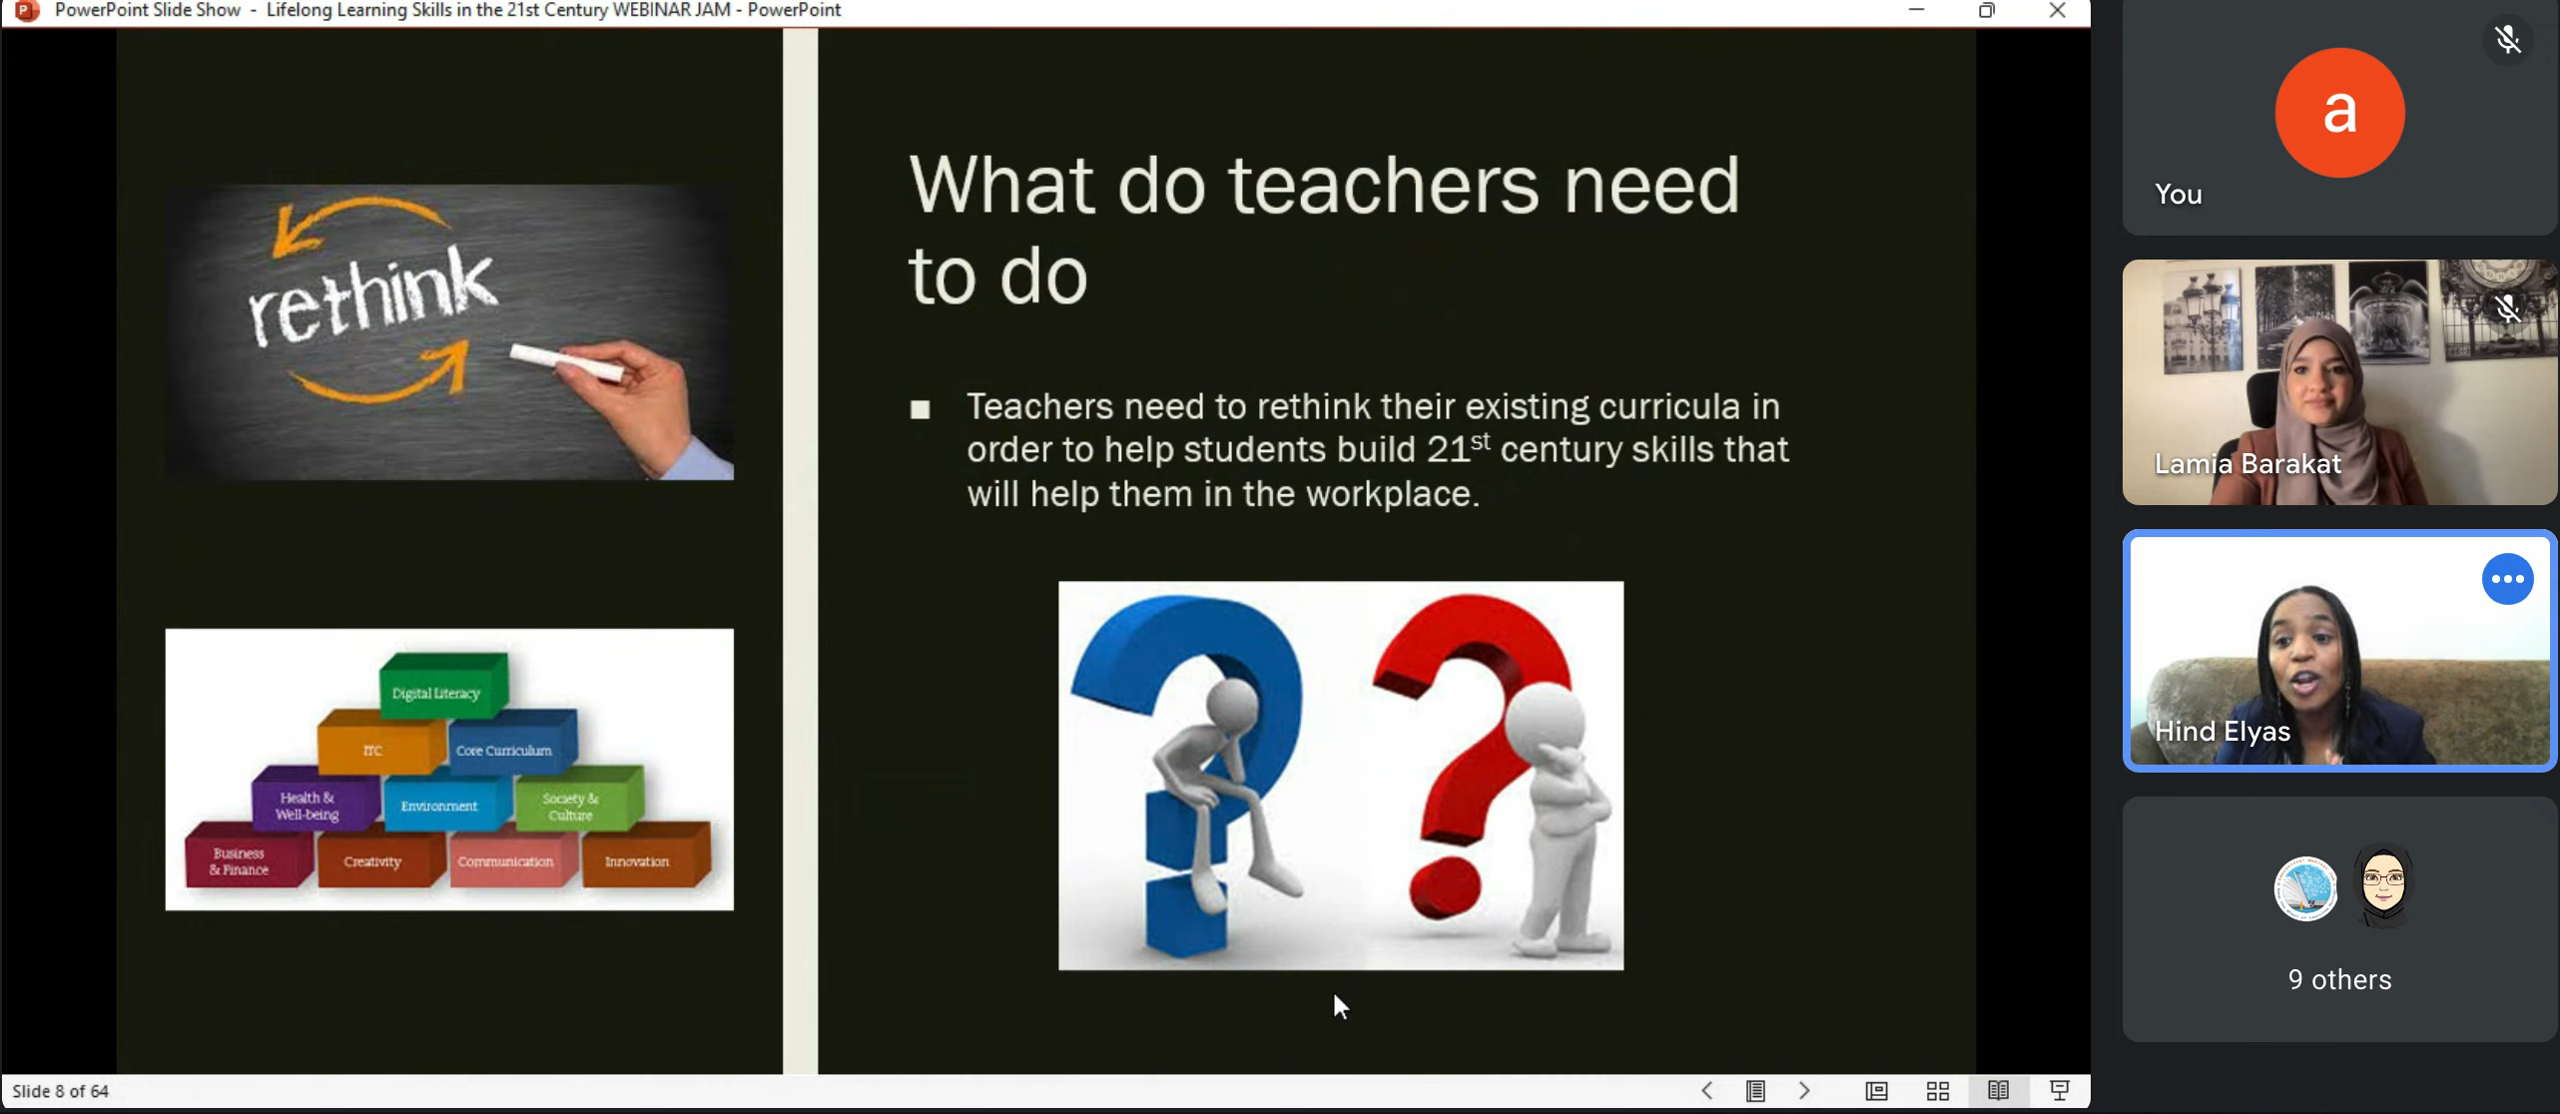 PowerPoint Slide Show - Lifelong Learning Skills in the 21st Century WEBINAR JAM - PowerPoint
rethink
Digital Literacy
ITC
Core Curriculum
Health &
Well-being
Environment
Society &
Culture
Business
& Finance
Creativity
Communication
Innovation
What do teachers need
to do
Teachers need to rethink their existing curricula in
order to help students build 21st century skills that
will help them in the workplace.
Slide 8 of 64
a
You
Lamia Barakat
Hind Elyas
9 others